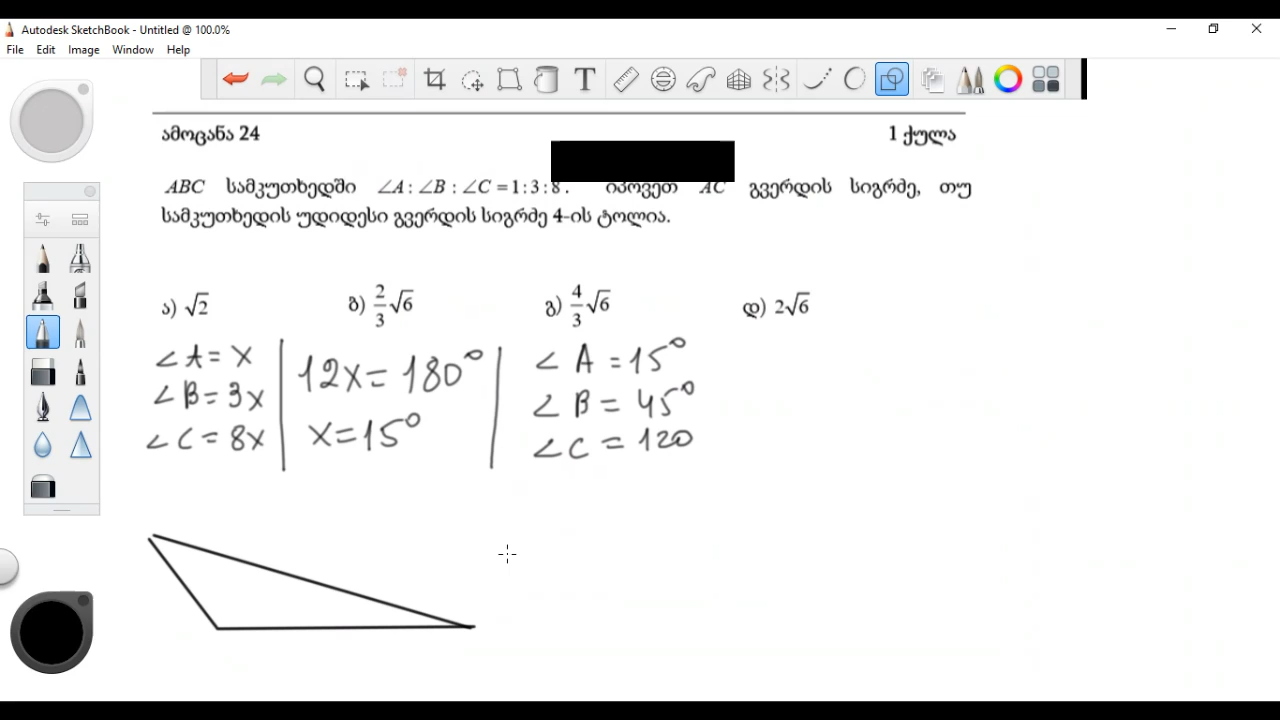 Autodesk SketchBook - Untitled @ 100.0%
File Edit Image Window Help
T
ამოცანა 24 1 ქულა
ABC სამკუთხედში ∠A : ∠B : ∠C = 1 : 3 : 8 . იპოვეთ AC გვერდის სიგრძე, თუ
სამკუთხედის უდიდესი გვერდის სიგრძე 4-ის ტოლია.
ა) √2 ბ) 2/3√6 გ) 4/3√6 დ) 2√6
∠A = x
∠B = 3x
∠C = 8x
12x = 180°
x = 15°
∠A = 15°
∠B = 45°
∠C = 120